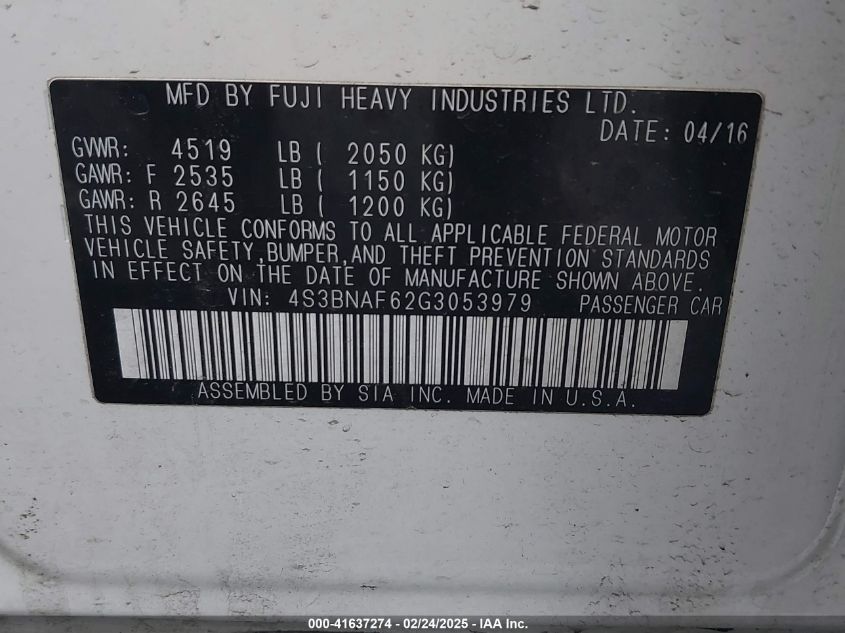 MFD BY FUJI HEAVY INDUSTRIES LTD.
DATE: 04/16
GVWR: 4519 LB ( 2050 KG)
GAWR: F 2535 LB ( 1150 KG)
GAWR: R 2645 LB ( 1200 KG)
THIS VEHICLE CONFORMS TO ALL APPLICABLE FEDERAL MOTOR
VEHICLE SAFETY,BUMPER,AND THEFT PREVENTION STANDARDS
IN EFFECT ON THE DATE OF MANUFACTURE SHOWN ABOVE.
VIN: 4S3BNAF62G3053979 PASSENGER CAR
ASSEMBLED BY SIA INC. MADE IN U.S.A.
000-41637274 - 02/24/2025 - IAA Inc.